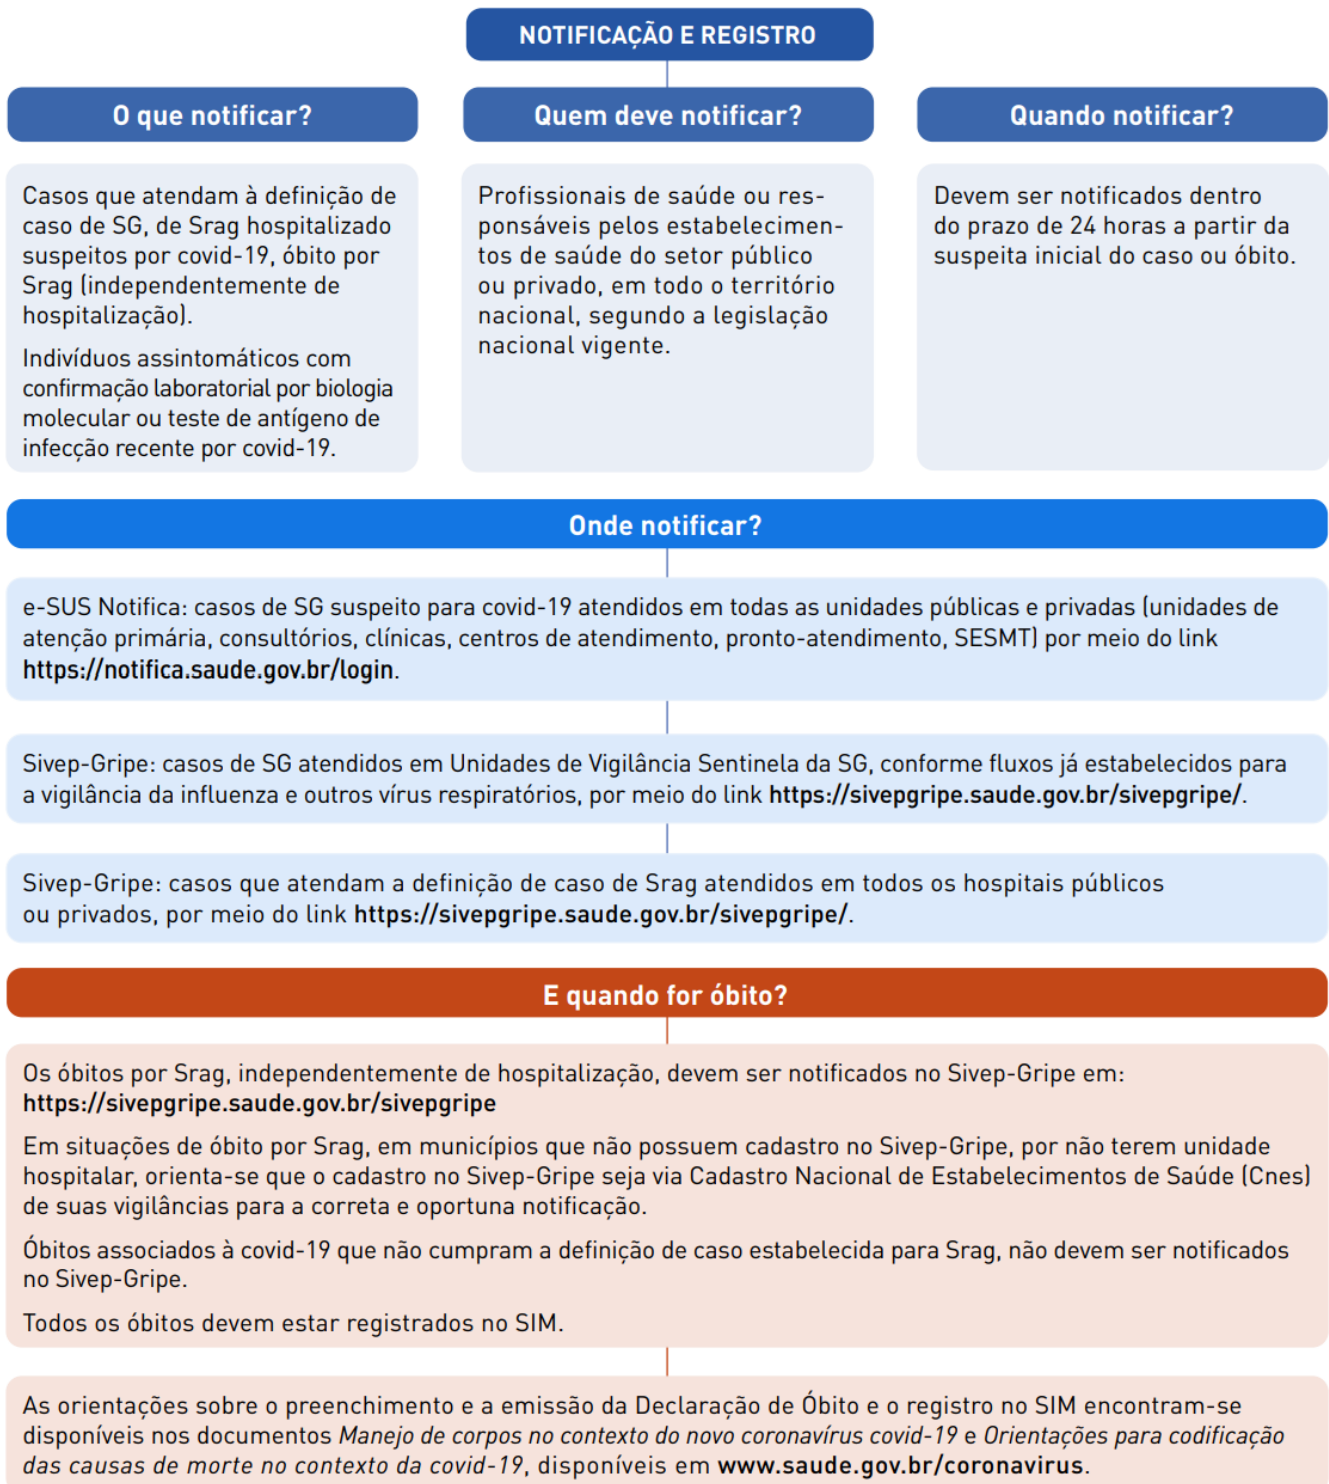 NOTIFICAÇÃO E REGISTRO
O que notificar?
Casos que atendam à definição de
caso de SG, de Srag hospitalizado
suspeitos por covid-19, óbito por
Srag (independentemente de
hospitalização).
Indivíduos assintomáticos com
confirmação laboratorial por biologia
molecular ou teste de antígeno de
infecção recente por covid-19.
Quem deve notificar?
Profissionais de saúde ou res-
ponsáveis pelos estabelecimen-
tos de saúde do setor público
ou privado, em todo o território
nacional, segundo a legislação
nacional vigente.
Quando notificar?
Devem ser notificados dentro
do prazo de 24 horas a partir da
suspeita inicial do caso ou óbito.
Onde notificar?
e-SUS Notifica: casos de SG suspeito para covid-19 atendidos em todas as unidades públicas e privadas (unidades de
atenção primária, consultórios, clínicas, centros de atendimento, pronto-atendimento, SESMT) por meio do link
https://notifica.saude.gov.br/login.
Sivep-Gripe: casos de SG atendidos em Unidades de Vigilância Sentinela da SG, conforme fluxos já estabelecidos para
a vigilância da influenza e outros vírus respiratórios, por meio do link https://sivepgripe.saude.gov.br/sivepgripe/.
Sivep-Gripe: casos que atendam a definição de caso de Srag atendidos em todos os hospitais públicos
ou privados, por meio do link https://sivepgripe.saude.gov.br/sivepgripe/.
E quando for óbito?
Os óbitos por Srag, independentemente de hospitalização, devem ser notificados no Sivep-Gripe em:
https://sivepgripe.saude.gov.br/sivepgripe
Em situações de óbito por Srag, em municípios que não possuem cadastro no Sivep-Gripe, por não terem unidade
hospitalar, orienta-se que o cadastro no Sivep-Gripe seja via Cadastro Nacional de Estabelecimentos de Saúde (Cnes)
de suas vigilâncias para a correta e oportuna notificação.
Óbitos associados à covid-19 que não cumpram a definição de caso estabelecida para Srag, não devem ser notificados
no Sivep-Gripe.
Todos os óbitos devem estar registrados no SIM.
As orientações sobre o preenchimento e a emissão da Declaração de Óbito e o registro no SIM encontram-se
disponíveis nos documentos Manejo de corpos no contexto do novo coronavírus covid-19 e Orientações para codificação
das causas de morte no contexto da covid-19, disponíveis em www.saude.gov.br/coronavirus.